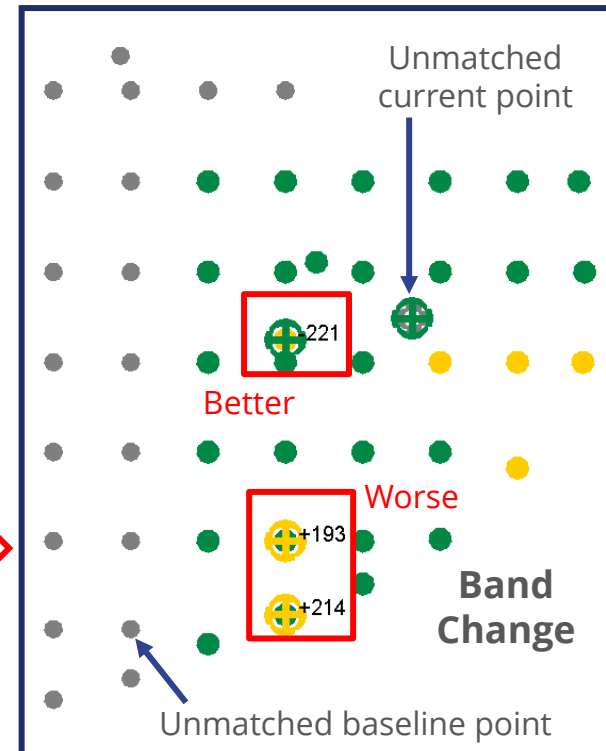 Unmatched
current point
-221
Better
Worse
+193
+214
Band
Change
Unmatched baseline point